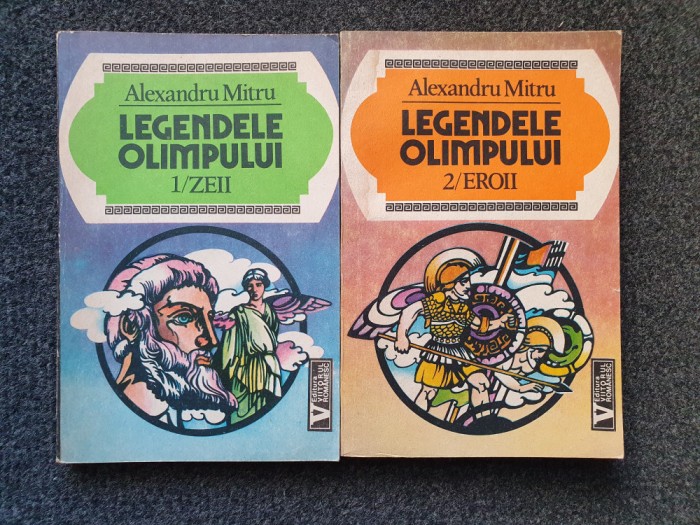 Alexandru Mitru
LEGENDELE
OLIMPULUI
1/ZEII
Editura
VIITORUL
ROMÂNESC
Alexandru Mitru
LEGENDELE
OLIMPULUI
2/EROII
Editura
VIITORUL
ROMÂNESC